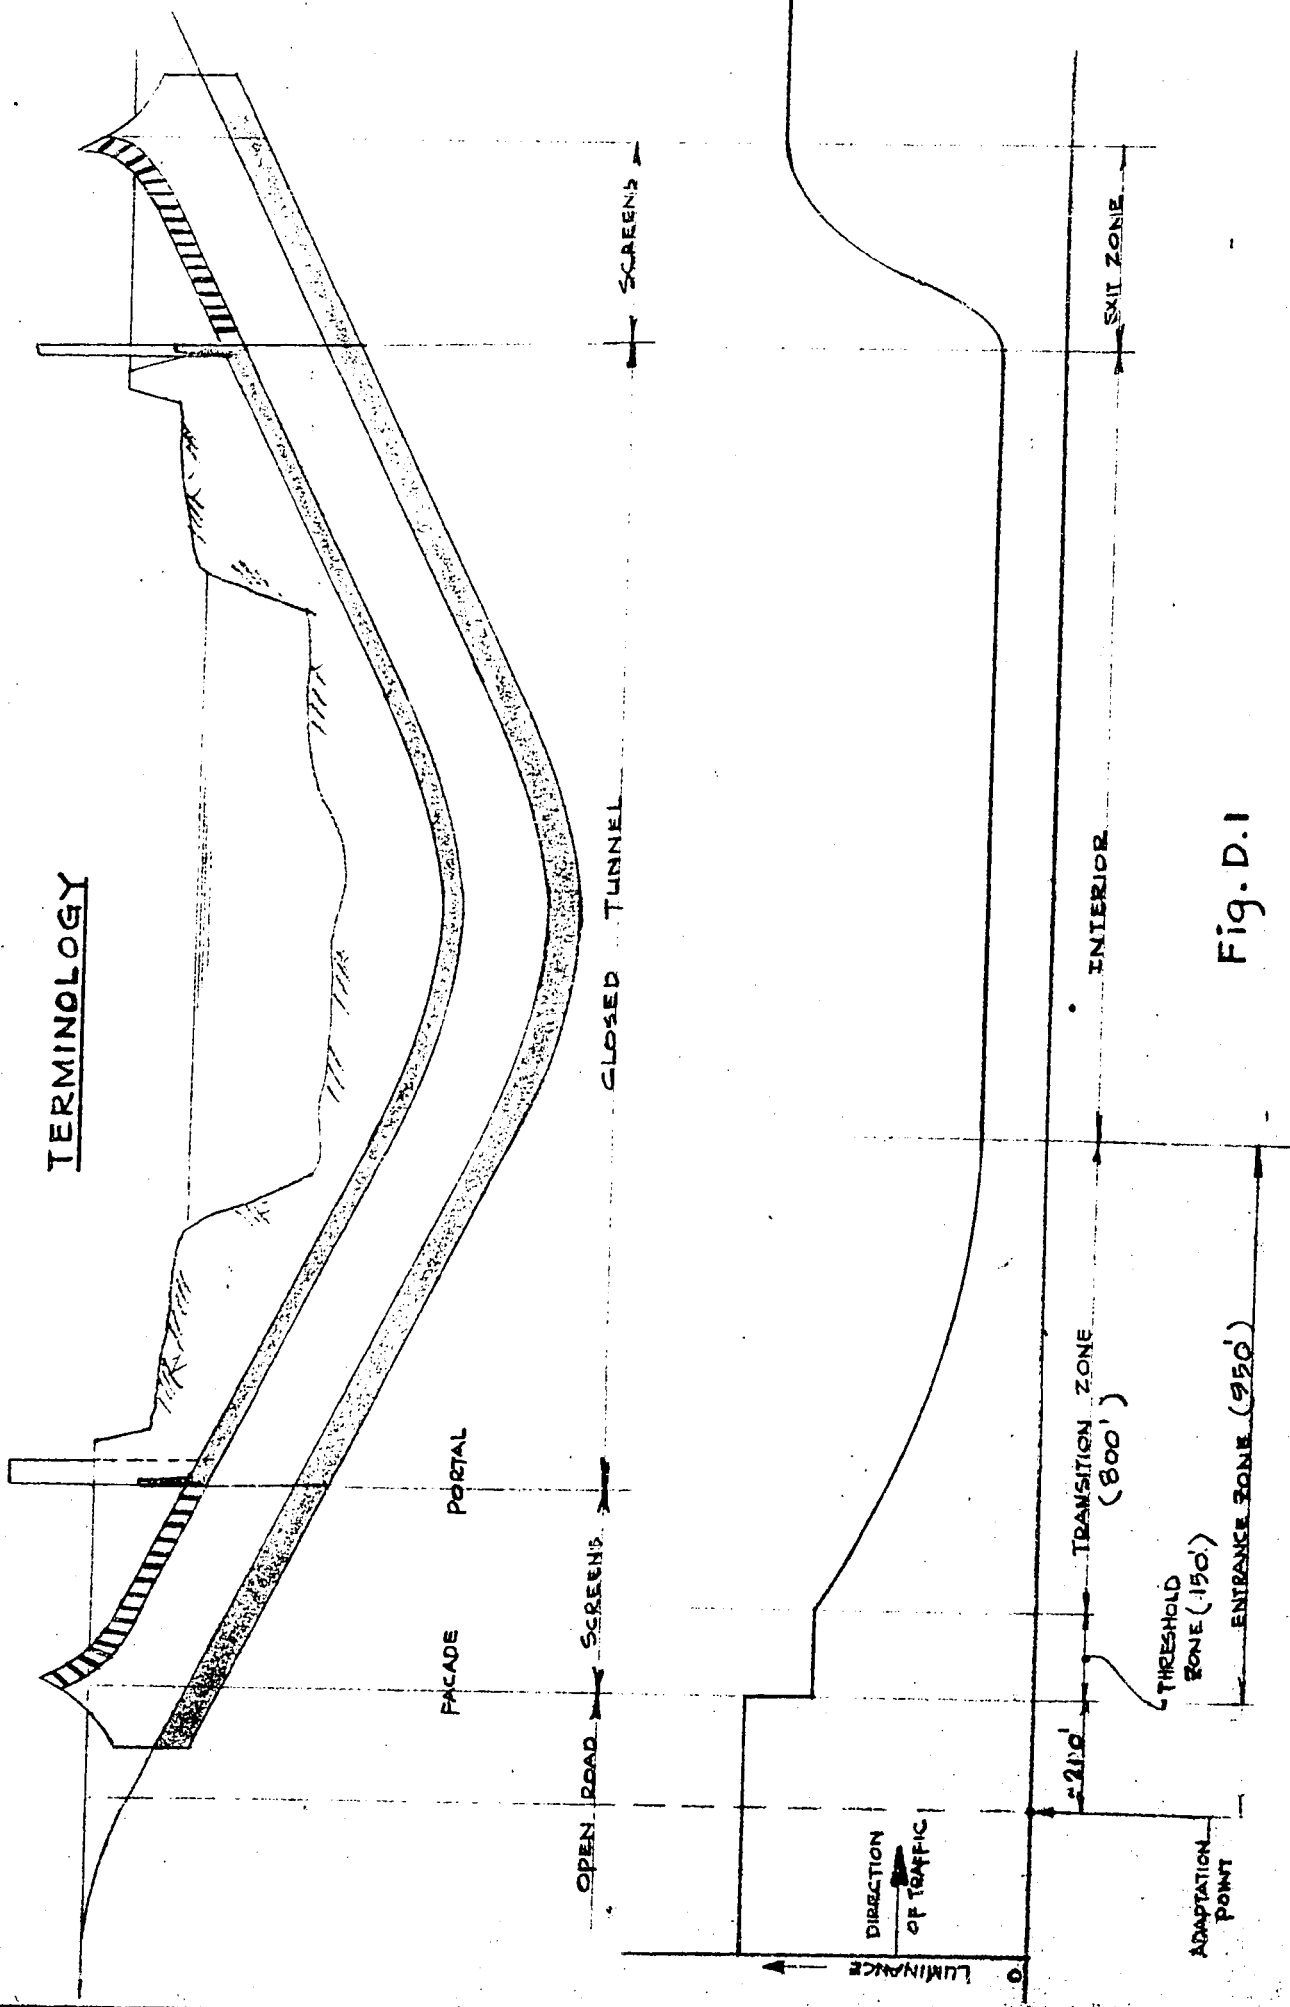 TERMINOLOGY
SCREENS
CLOSED TUNNEL
PORTAL
FACADE
SCREENS
OPEN ROAD
LUMINANCE
O
DIRECTION
OF TRAFFIC
EXIT ZONE
INTERIOR
TRANSITION ZONE
(800')
THRESHOLD
ZONE (150')
~210'
ENTRANCE ZONE (950')
ADAPTATION
POINT
Fig. D.1